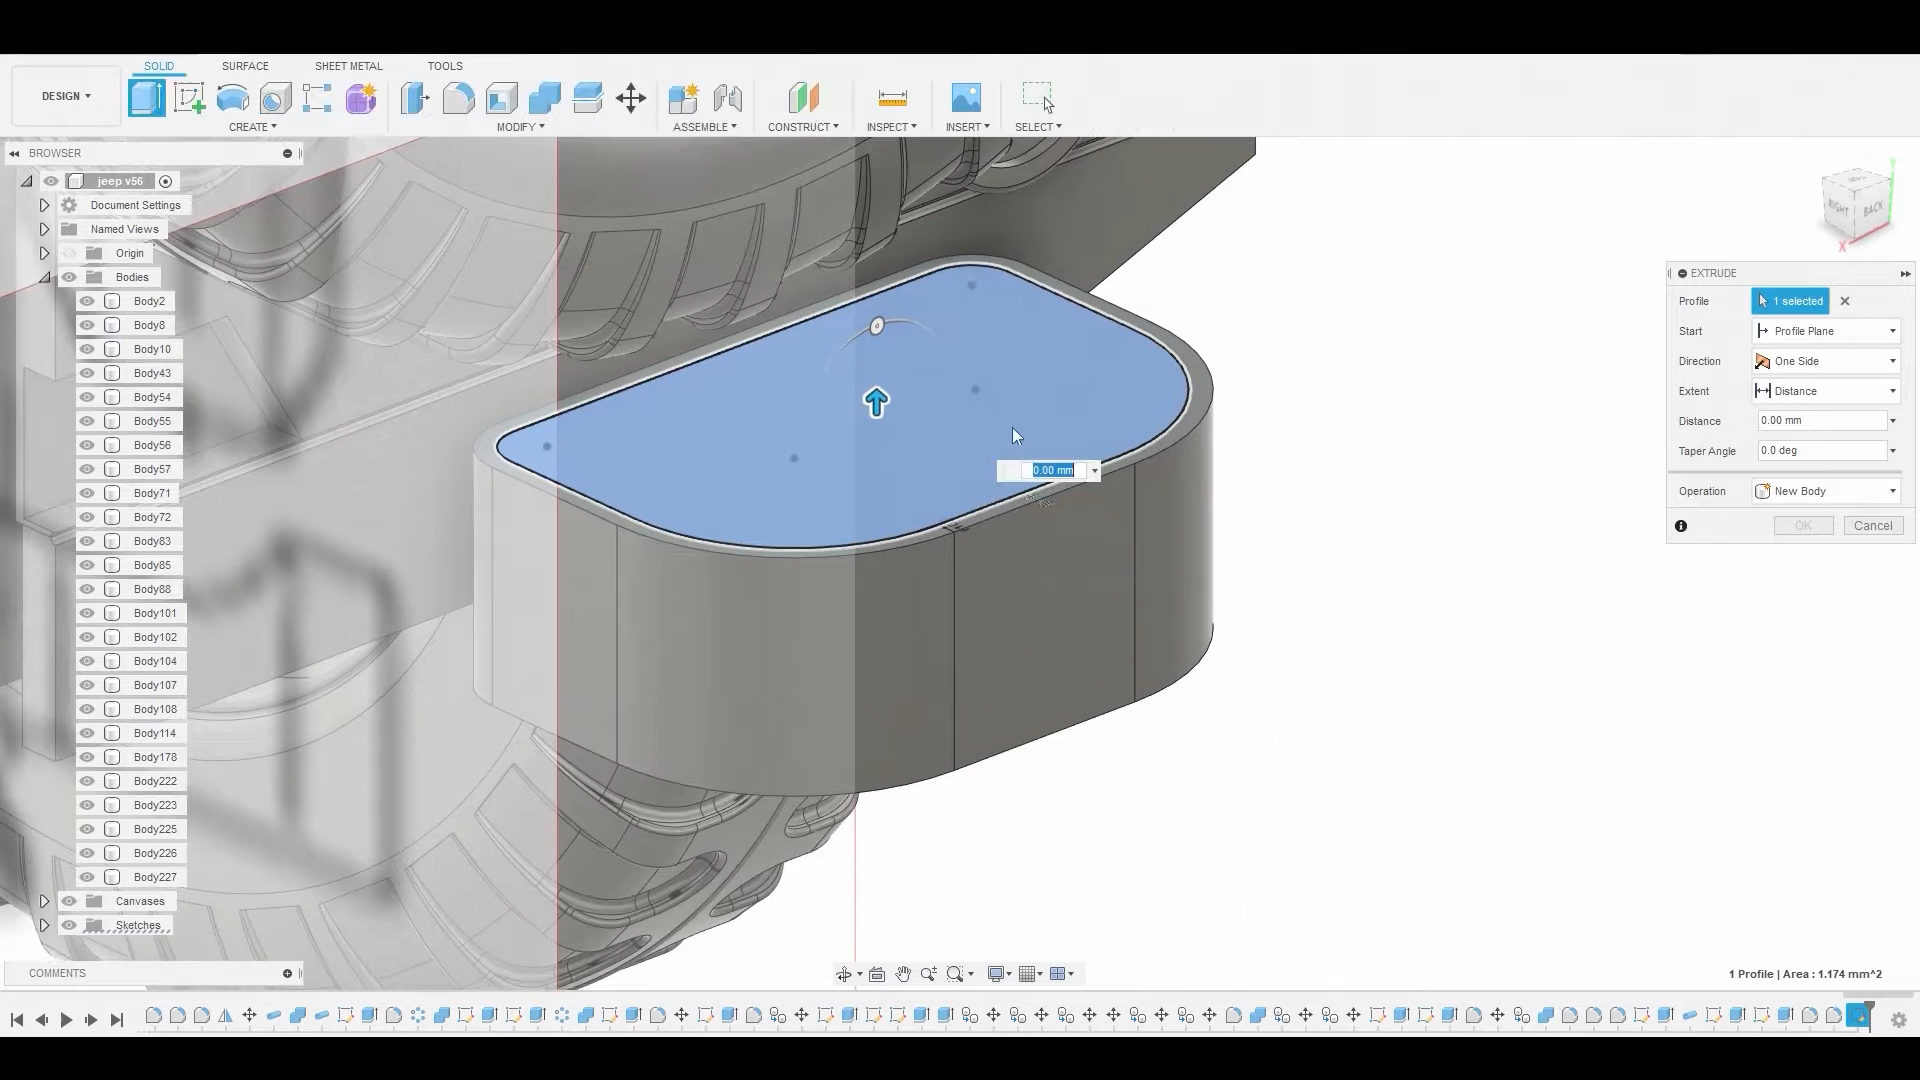 SOLID SURFACE SHEET METAL TOOLS
DESIGN
CREATE MODIFY ASSEMBLE CONSTRUCT INSPECT INSERT SELECT
BROWSER
jeep v56
Document Settings
Named Views
Origin
Bodies
Body2
Body8
Body10
Body43
Body54
Body55
Body56
Body57
Body71
Body72
Body83
Body85
Body88
Body101
Body102
Body104
Body107
Body108
Body114
Body178
Body222
Body223
Body225
Body226
Body227
Canvases
Sketches
COMMENTS
0.00 mm
RIGHT BACK
X
EXTRUDE
Profile 1 selected
Start Profile Plane
Direction One Side
Extent Distance
Distance 0.00 mm
Taper Angle 0.0 deg
Operation New Body
OK Cancel
1 Profile | Area : 1.174 mm^2